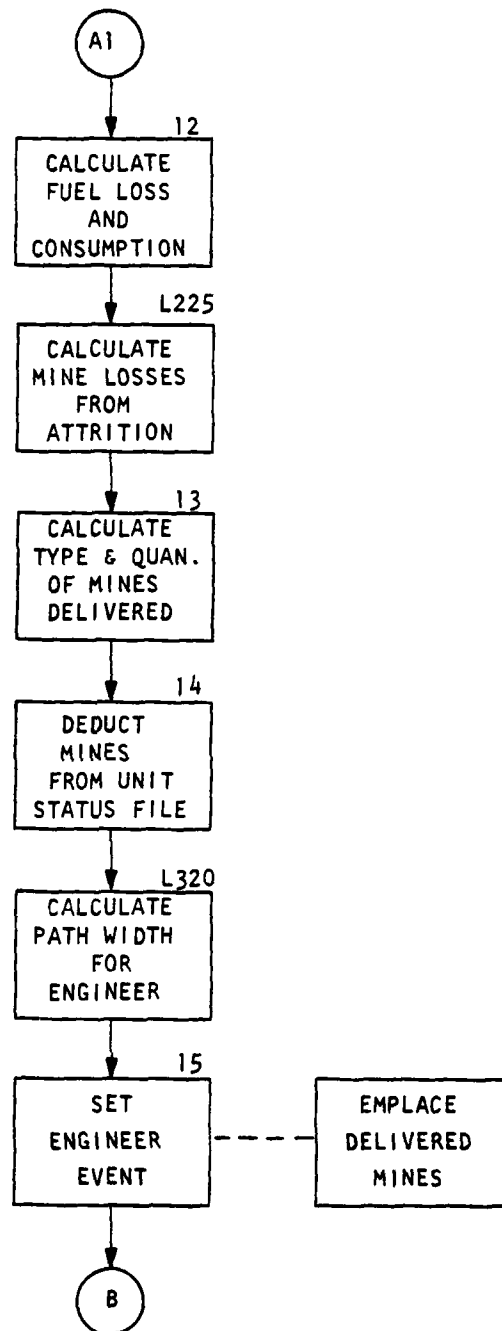 A1
12
CALCULATE
FUEL LOSS
AND
CONSUMPTION
L225
CALCULATE
MINE LOSSES
FROM
ATTRITION
13
CALCULATE
TYPE & QUAN.
OF MINES
DELIVERED
14
DEDUCT
MINES
FROM UNIT
STATUS FILE
L320
CALCULATE
PATH WIDTH
FOR
ENGINEER
15
SET
ENGINEER
EVENT
EMPLACE
DELIVERED
MINES
B